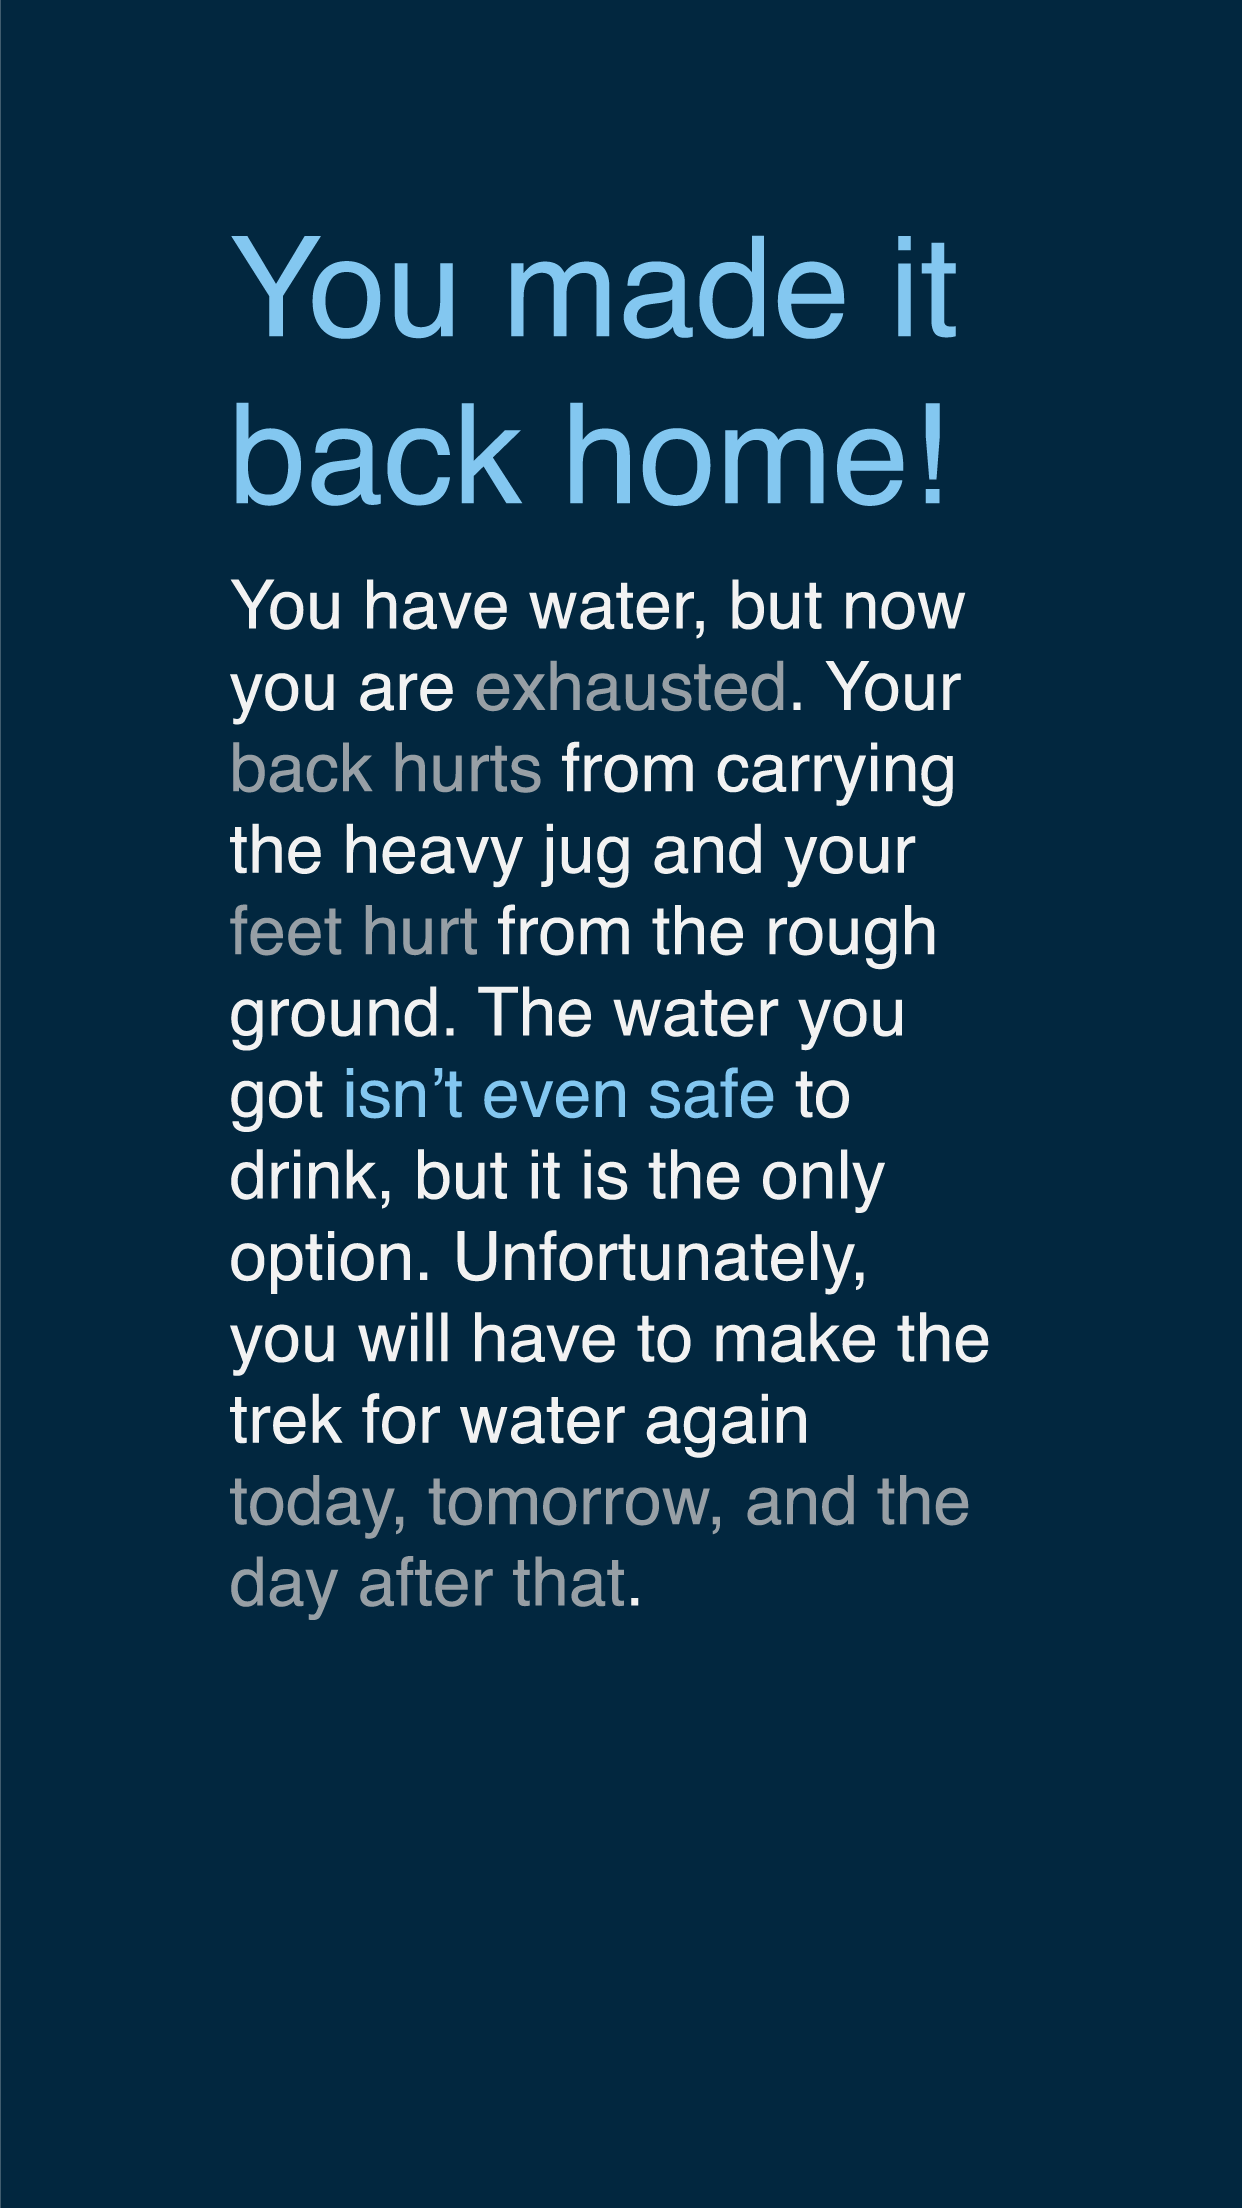 You made it
back home!
You have water, but now
you are exhausted. Your
back hurts from carrying
the heavy jug and your
feet hurt from the rough
ground. The water you
got isn’t even safe to
drink, but it is the only
option. Unfortunately,
you will have to make the
trek for water again
today, tomorrow, and the
day after that.